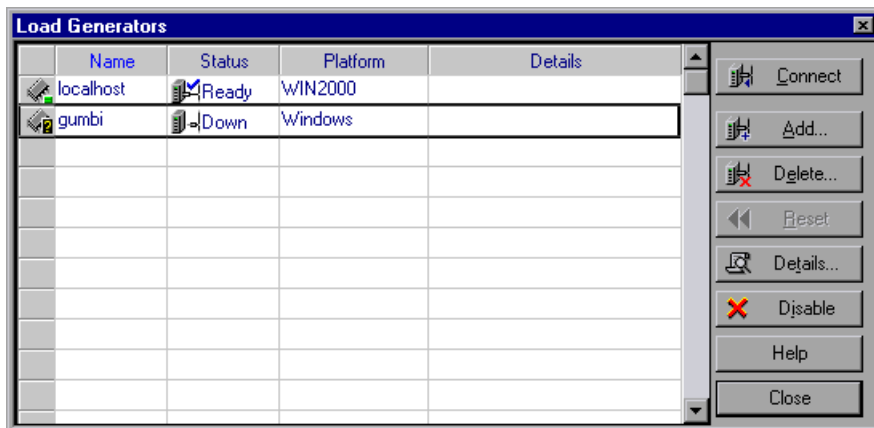 Load Generators
Name Status Platform Details
localhost Ready WIN2000
gumbi Down Windows
Connect
Add...
Delete...
Reset
Details...
Disable
Help
Close